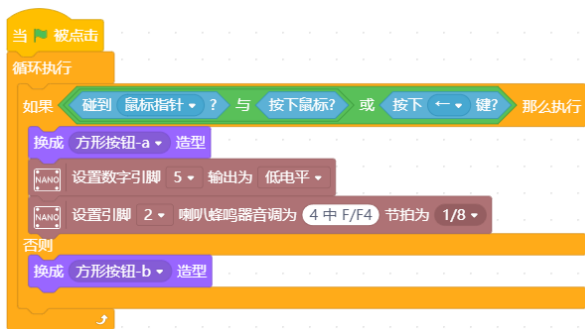 当 被点击
循环执行
如果 碰到 鼠标指针 ? 与 按下鼠标? 或 按下 ← 键? 那么执行
换成 方形按钮-a 造型
NANO 设置数字引脚 5 输出为 低电平
NANO 设置引脚 2 喇叭蜂鸣器音调为 4 中 F/F4 节拍为 1/8
否则
换成 方形按钮-b 造型